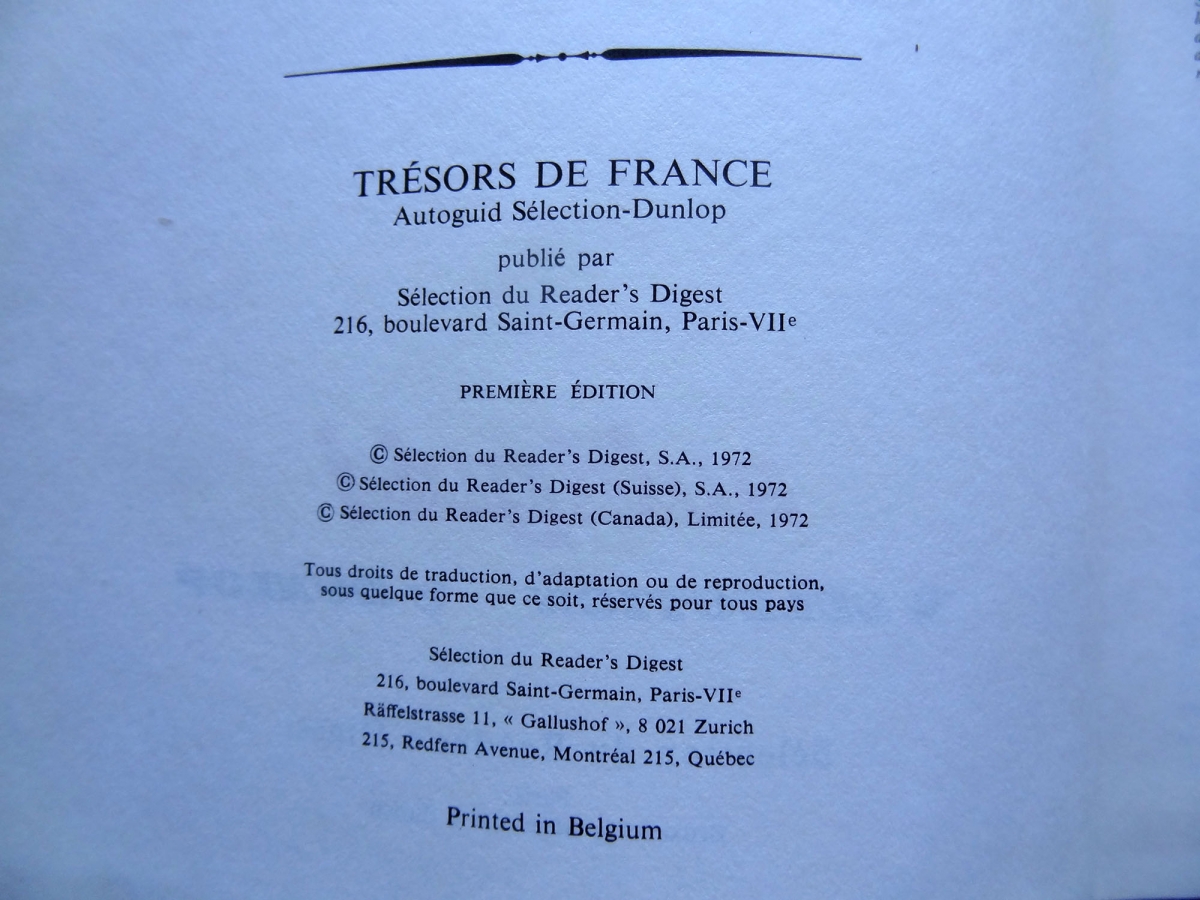 TRÉSORS DE FRANCE
Autoguid Sélection-Dunlop
publié par
Sélection du Reader's Digest
216, boulevard Saint-Germain, Paris-VIIe
PREMIÈRE ÉDITION
© Sélection du Reader's Digest, S.A., 1972
© Sélection du Reader's Digest (Suisse), S.A., 1972
© Sélection du Reader's Digest (Canada), Limitée, 1972
Tous droits de traduction, d'adaptation ou de reproduction,
sous quelque forme que ce soit, réservés pour tous pays
Sélection du Reader's Digest
216, boulevard Saint-Germain, Paris-VIIe
Räffelstrasse 11, « Gallushof », 8 021 Zurich
215, Redfern Avenue, Montréal 215, Québec
Printed in Belgium